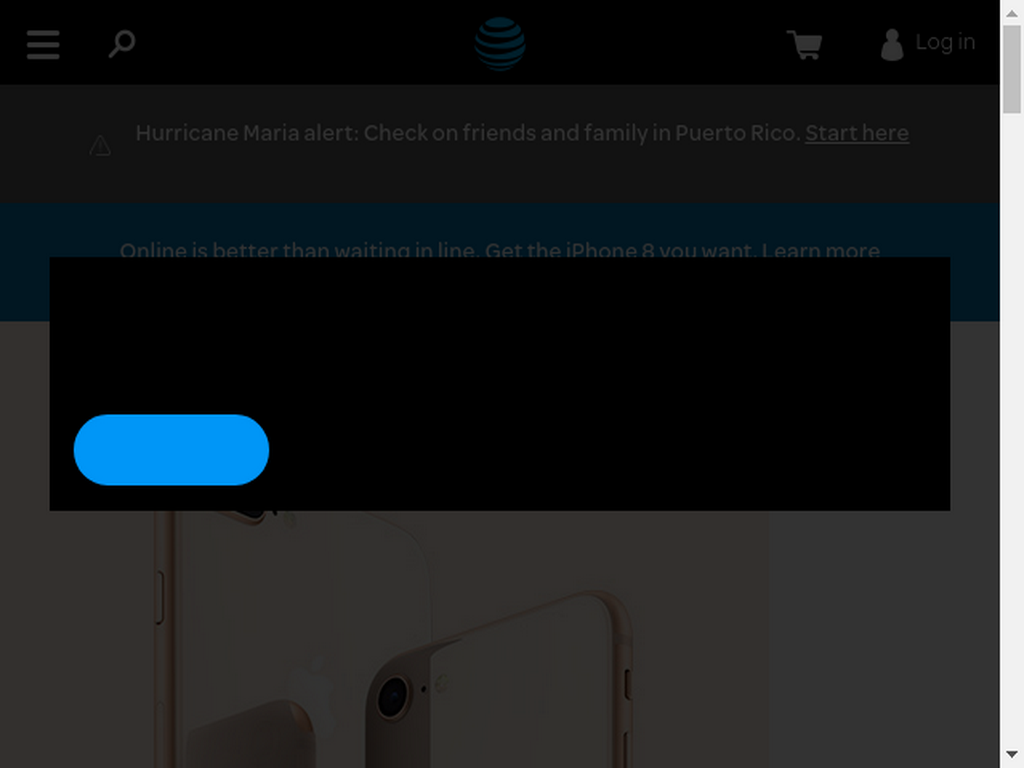 Log in
Hurricane Maria alert: Check on friends and family in Puerto Rico. Start here
Online is better than waiting in line. Get the iPhone 8 you want. Learn more